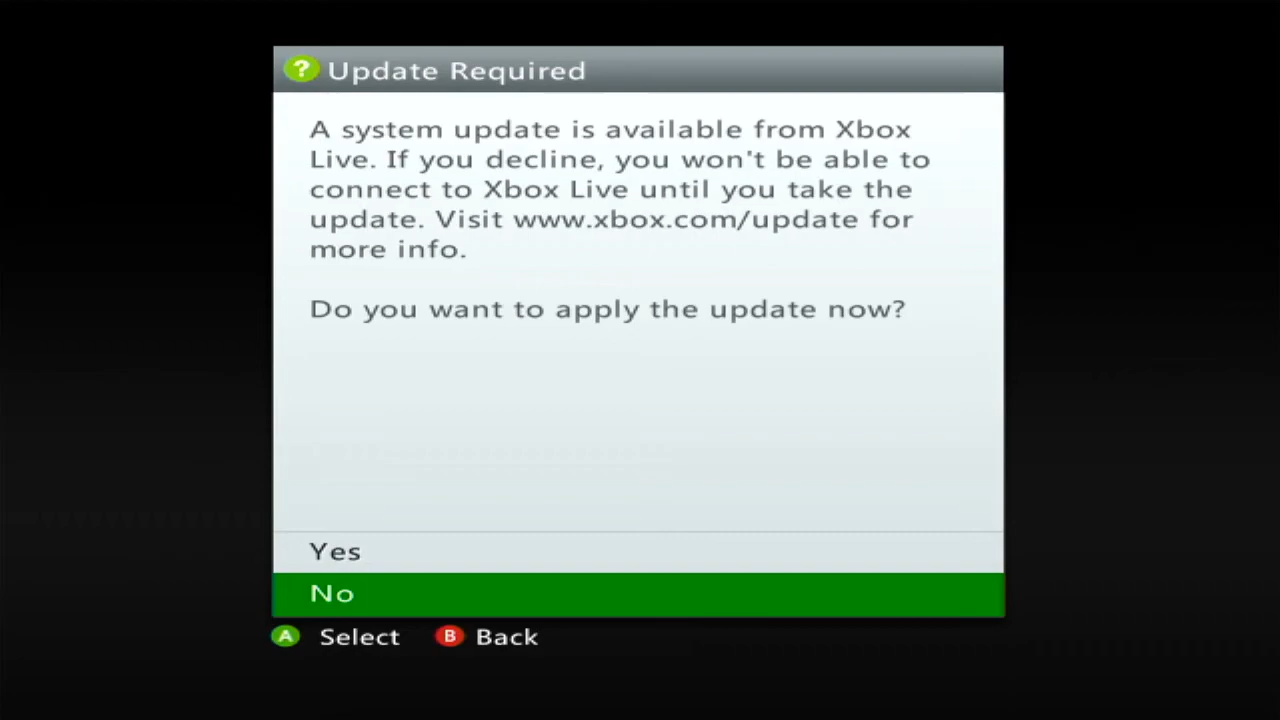 ? Update Required
A system update is available from Xbox
Live. If you decline, you won't be able to
connect to Xbox Live until you take the
update. Visit www.xbox.com/update for
more info.
Do you want to apply the update now?
Yes
No
A Select B Back